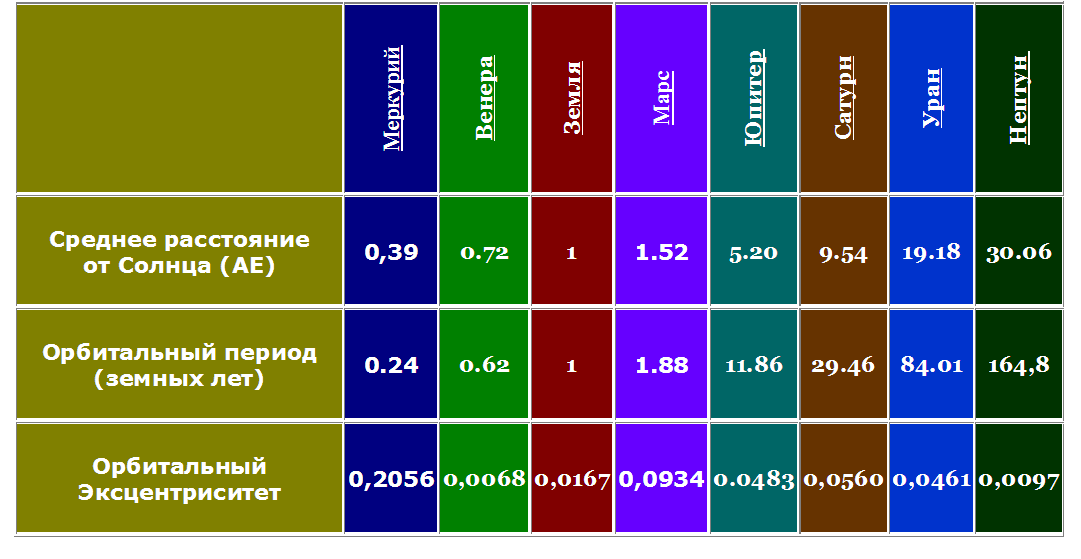 Меркурий Венера Земля Марс Юпитер Сатурн Уран Нептун
Среднее расстояние
от Солнца (АЕ)
0,39 0.72 1 1.52 5.20 9.54 19.18 30.06
Орбитальный период
(земных лет)
0.24 0.62 1 1.88 11.86 29.46 84.01 164,8
Орбитальный
Эксцентриситет
0,2056 0,0068 0,0167 0,0934 0.0483 0,0560 0,0461 0,0097